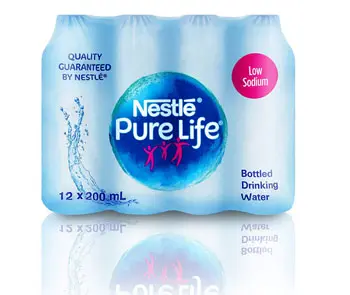 QUALITY
GUARANTEED
BY NESTLÉ®
Nestlé®
Pure Life®
Low
Sodium
12 x 200 mL
Bottled
Drinking
Water